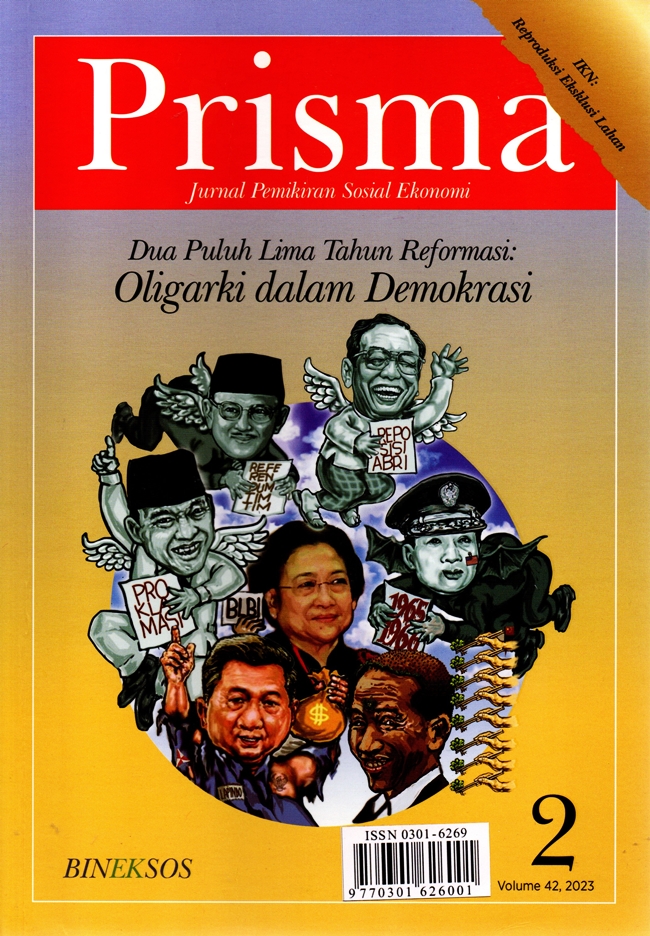 IKN:
Reproduksi Eksklusi Lahan
Prisma
Jurnal Pemikiran Sosial Ekonomi
Dua Puluh Lima Tahun Reformasi:
Oligarki dalam Demokrasi
REPO
SISI
ABRI
REFE
REN
DUM
TIM
TIM
PRO
KLA
MASI
BLBI
1965
1966
$
ISSN 0301-6269
9 770301 626001
2
Volume 42, 2023
BINEKSOS